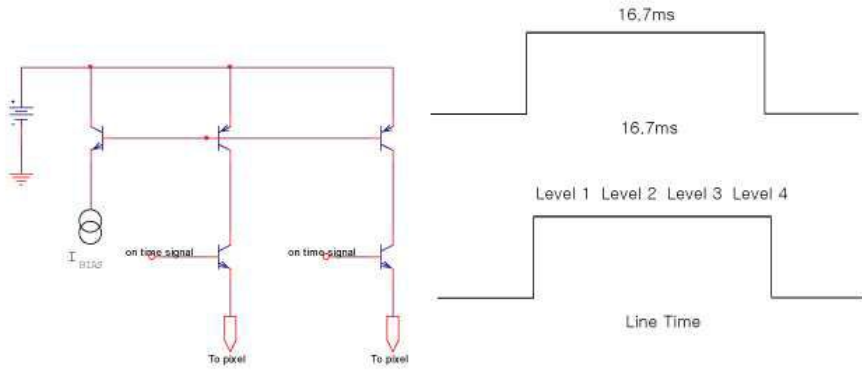 16.7ms
16.7ms
Level 1 Level 2 Level 3 Level 4
Line Time
+
-
I BIAS
on time signal
on time signal
To pixel
To pixel